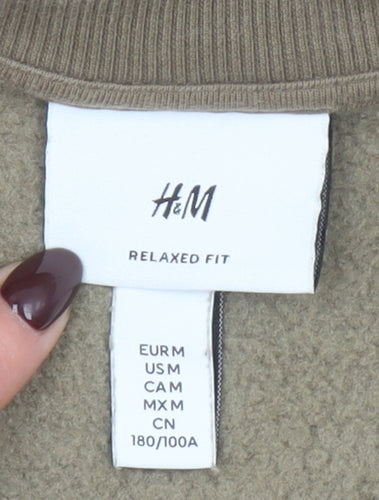 H&M
RELAXED FIT
EUR M
US M
CA M
MX M
CN
180/100A